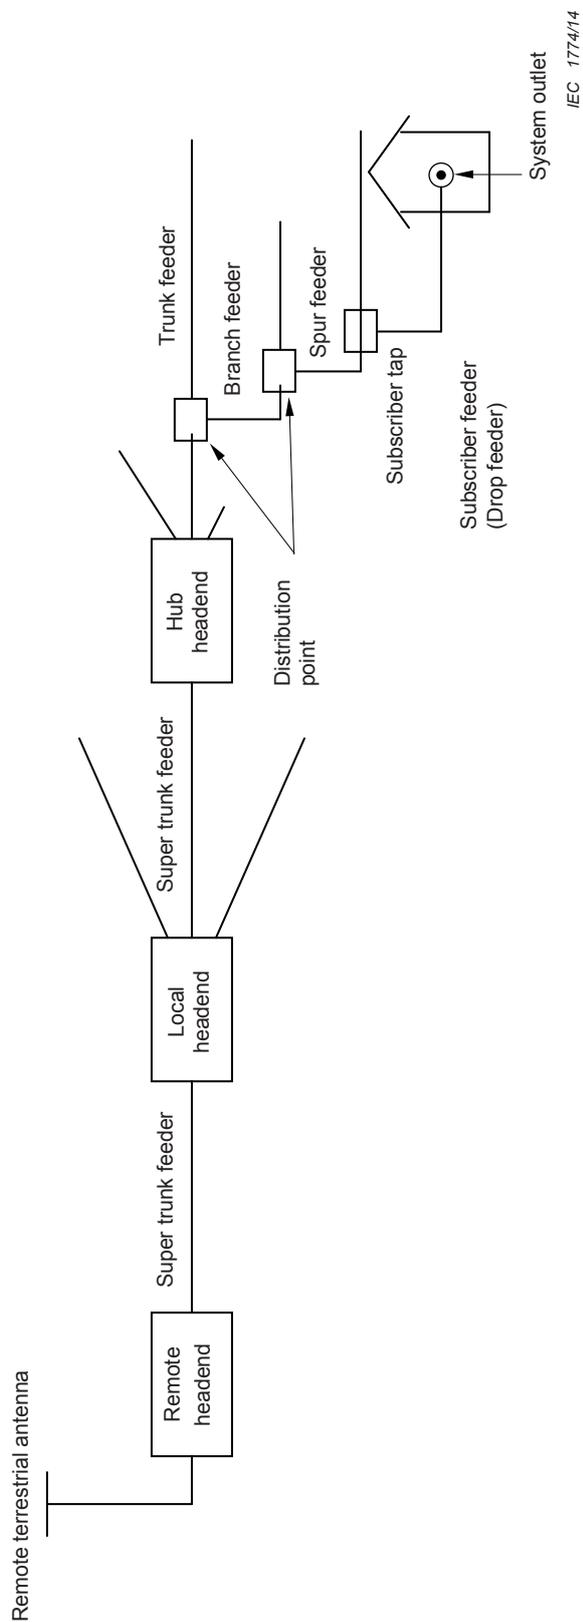 Remote terrestrial antenna
Remote
headend
Super trunk feeder
Local
headend
Super trunk feeder
Hub
headend
Distribution
point
Trunk feeder
Branch feeder
Spur feeder
Subscriber tap
Subscriber feeder
(Drop feeder)
System outlet
IEC 1774/14